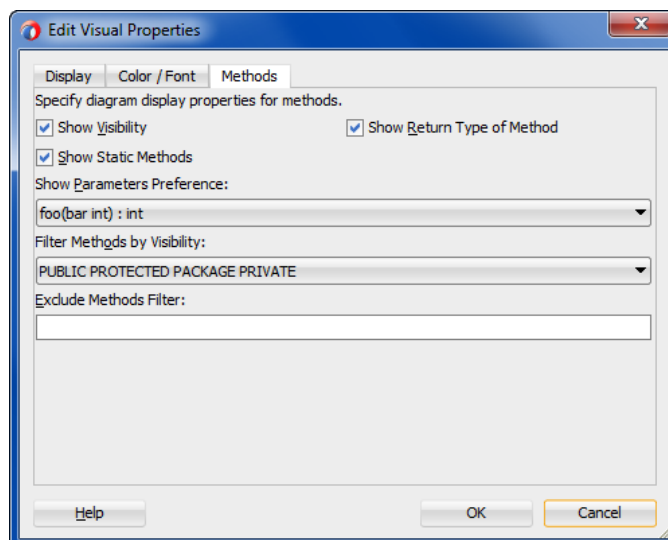 Edit Visual Properties
Display Color / Font Methods
Specify diagram display properties for methods.
Show Visibility Show Return Type of Method
Show Static Methods
Show Parameters Preference:
foo(bar int) : int
Filter Methods by Visibility:
PUBLIC PROTECTED PACKAGE PRIVATE
Exclude Methods Filter:
Help OK Cancel